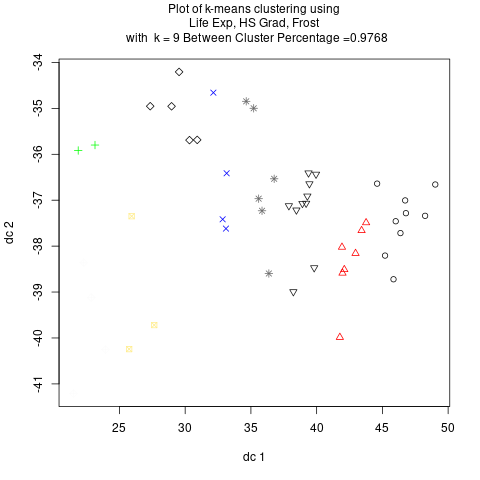 Plot of k-means clustering using
Life Exp, HS Grad, Frost
with k = 9 Between Cluster Percentage =0.9768
-34
-35
-36
-37
-38
-39
-40
-41
dc 2
25 30 35 40 45 50
dc 1